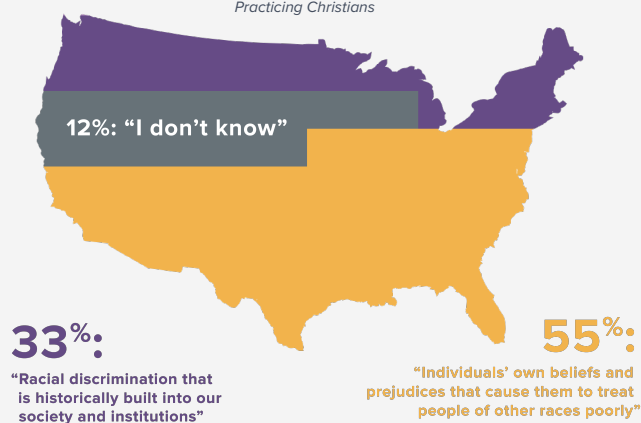 Practicing Christians
12%: “I don’t know”
33%:
“Racial discrimination that
is historically built into our
society and institutions”
55%:
“Individuals’ own beliefs and
prejudices that cause them to treat
people of other races poorly”